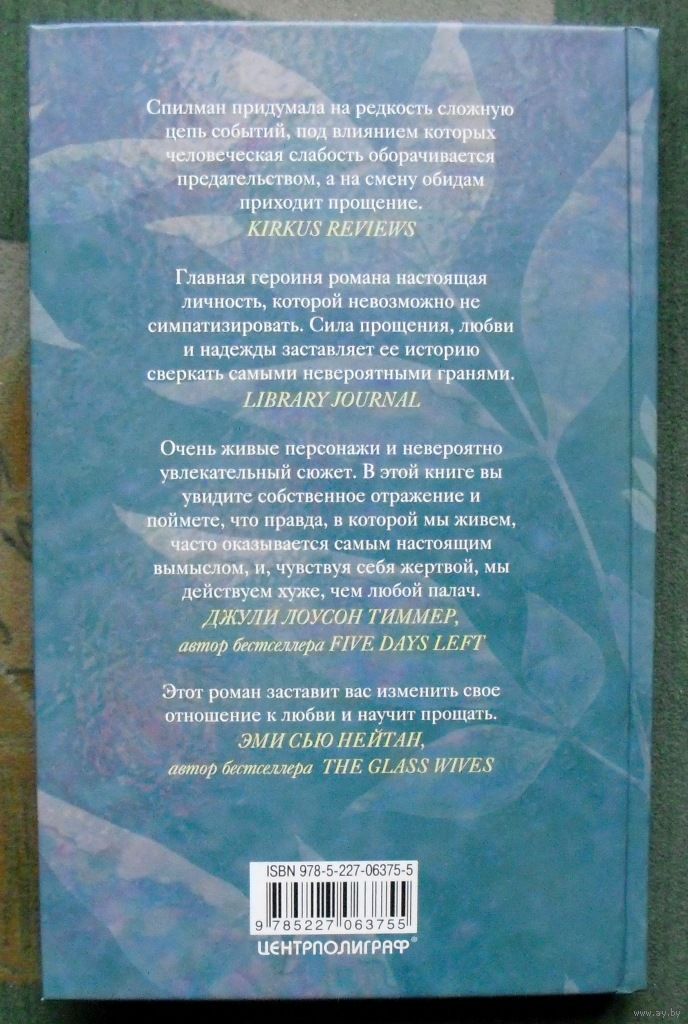 Спилман придумала на редкость сложную
цепь событий, под влиянием которых
человеческая слабость оборачивается
предательством, а на смену обидам
приходит прощение.
KIRKUS REVIEWS
Главная героиня романа настоящая
личность, которой невозможно не
симпатизировать. Сила прощения, любви
и надежды заставляет ее историю
сверкать самыми невероятными гранями.
LIBRARY JOURNAL
Очень живые персонажи и невероятно
увлекательный сюжет. В этой книге вы
увидите собственное отражение и
поймете, что правда, в которой мы живем,
часто оказывается самым настоящим
вымыслом, и, чувствуя себя жертвой, мы
действуем хуже, чем любой палач.
ДЖУЛИ ЛОУСОН ТИММЕР,
автор бестселлера FIVE DAYS LEFT
Этот роман заставит вас изменить свое
отношение к любви и научит прощать.
ЭМИ СЬЮ НЕЙТАН,
автор бестселлера THE GLASS WIVES
ISBN 978-5-227-06375-5
9 785227 063755
ЦЕНТРПОЛИГРАФ®
www.ay.by